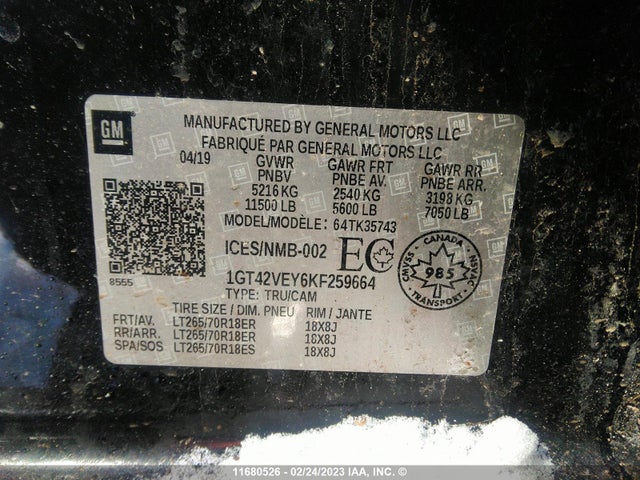 GM
MANUFACTURED BY GENERAL MOTORS LLC
FABRIQUÉ PAR GENERAL MOTORS LLC
04/19 GVWR GAWR FRT GAWR RR
PNBV PNBE AV. PNBE ARR.
5216 KG 2540 KG 3198 KG
11500 LB 5600 LB 7050 LB
MODEL/MODÈLE: 64TK35743
ICES/NMB-002 EC
CANADA
CMVSS 985 NSVAC
TRANSPORT
8555
1GT42VEY6KF259664
TYPE: TRU/CAM
TIRE SIZE / DIM. PNEU RIM / JANTE
FRT/AV. LT265/70R18ER 18X8J
RR/ARR. LT265/70R18ER 18X8J
SPA/SOS LT265/70R18ES 18X8J
11680526 - 02/24/2023 IAA, INC. ©